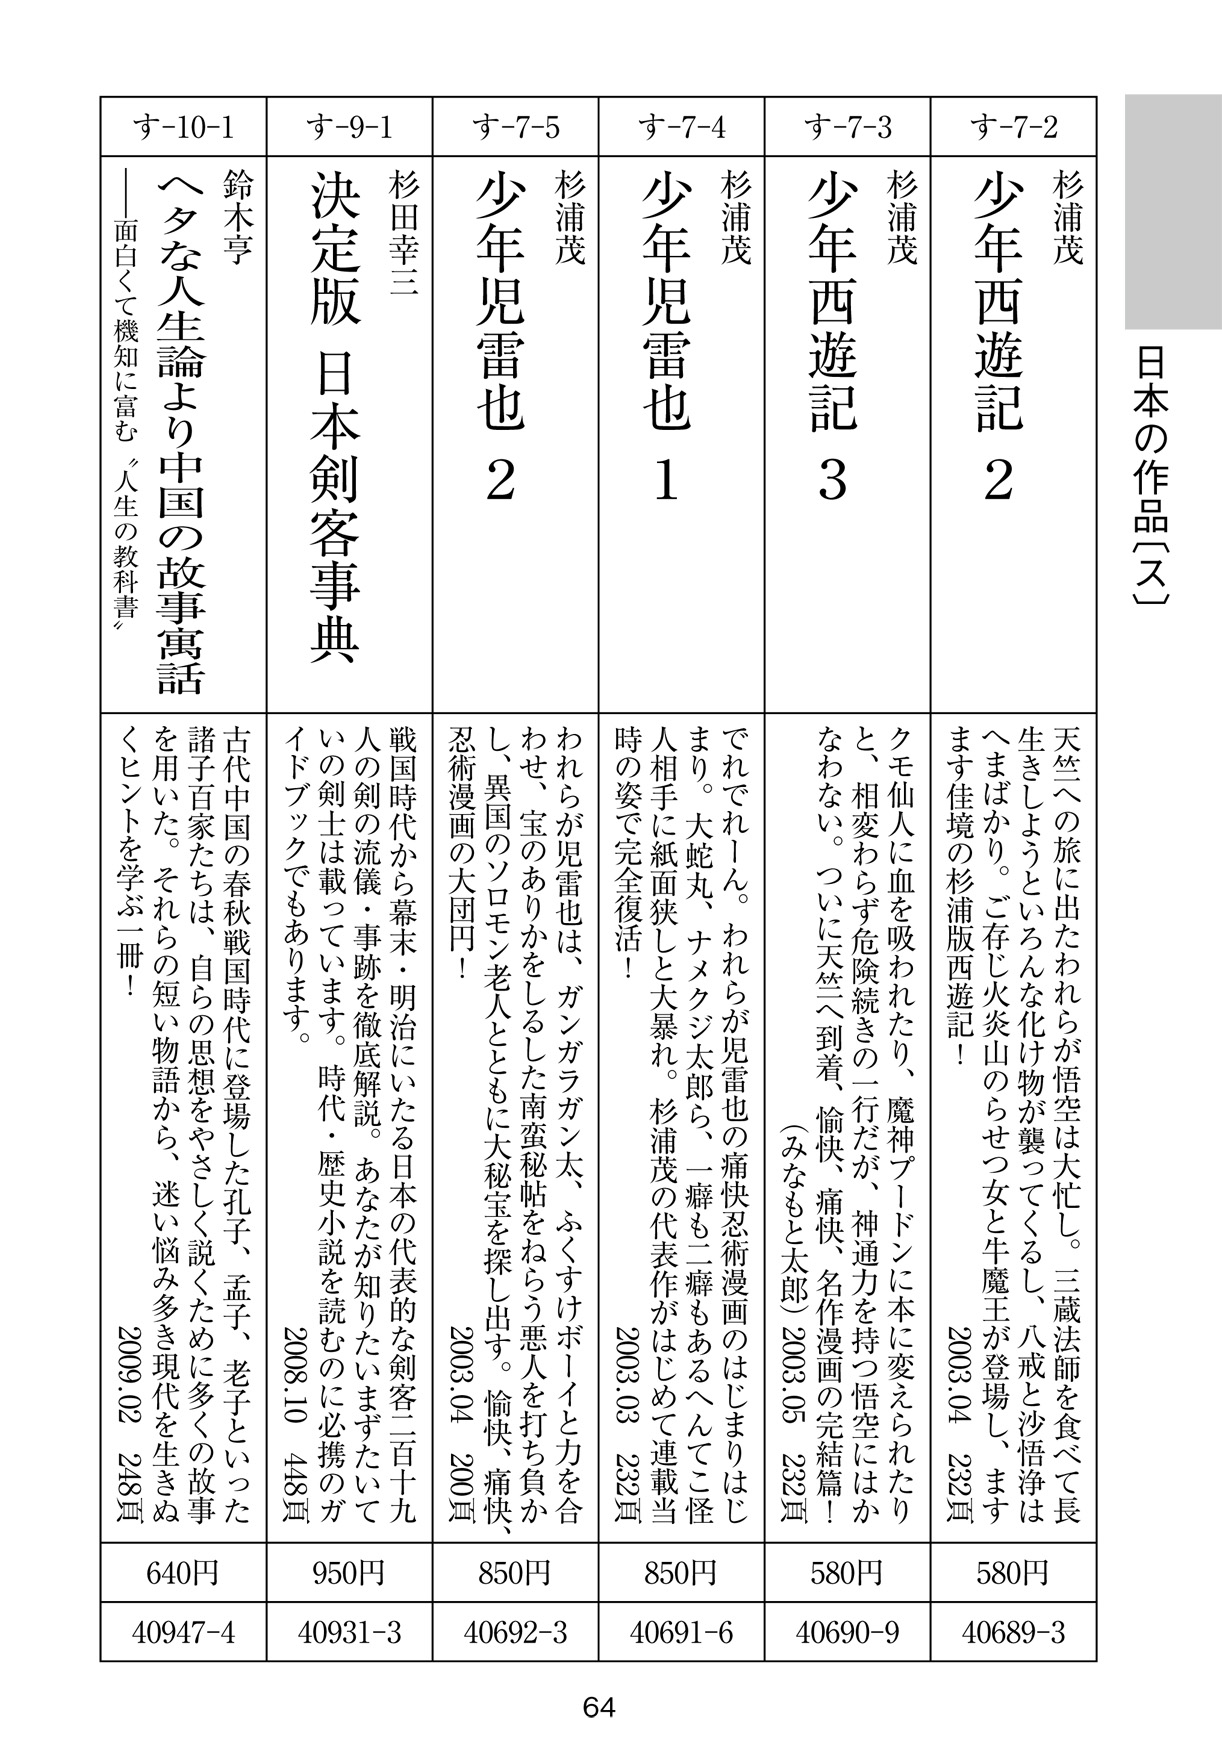 日本の作品〔ス〕
す-7-2
杉浦茂
少年西遊記 2
天竺への旅に出たわれらが悟空は大忙し。三蔵法師を食べて長
生きしようといろんな化け物が襲ってくるし、八戒と沙悟浄は
へまばかり。ご存じ火炎山のらせつ女と牛魔王が登場し、ます
ます佳境の杉浦版西遊記！
2003.04 232頁
580円
40689-3
す-7-3
杉浦茂
少年西遊記 3
クモ仙人に血を吸われたり、魔神プードンに本に変えられたり
と、相変わらず危険続きの一行だが、神通力を持つ悟空にはか
なわない。ついに天竺へ到着、愉快、痛快、名作漫画の完結篇！
（みなもと太郎） 2003.05 232頁
580円
40690-9
す-7-4
杉浦茂
少年児雷也 1
でれでれーん。われらが児雷也の痛快忍術漫画のはじまりはじ
まり。大蛇丸、ナメクジ太郎ら、一癖も二癖もあるへんてこ怪
人相手に紙面狭しと大暴れ。杉浦茂の代表作がはじめて連載当
時の姿で完全復活！
2003.03 232頁
850円
40691-6
す-7-5
杉浦茂
少年児雷也 2
われらが児雷也は、ガンガラガン太、ふくすけボーイと力を合
わせ、宝のありかをしるした南蛮秘帖をねらう悪人を打ち負か
し、異国のソロモン老人とともに大秘宝を探し出す。愉快、痛快、
忍術漫画の大団円！
2003.04 200頁
850円
40692-3
す-9-1
杉田幸三
決定版 日本剣客事典
戦国時代から幕末・明治にいたる日本の代表的な剣客二百十九
人の剣の流儀・事跡を徹底解説。あなたが知りたいまずたいて
いの剣士は載っています。時代・歴史小説を読むのに必携のガ
イドブックでもあります。
2008.10 448頁
950円
40931-3
す-10-1
鈴木亨
ヘタな人生論より中国の故事寓話
――面白くて機知に富む〝人生の教科書〟
古代中国の春秋戦国時代に登場した孔子、孟子、老子といった
諸子百家たちは、自らの思想をやさしく説くために多くの故事
を用いた。それらの短い物語から、迷い悩み多き現代を生きぬ
くヒントを学ぶ一冊！
2009.02 248頁
640円
40947-4
64